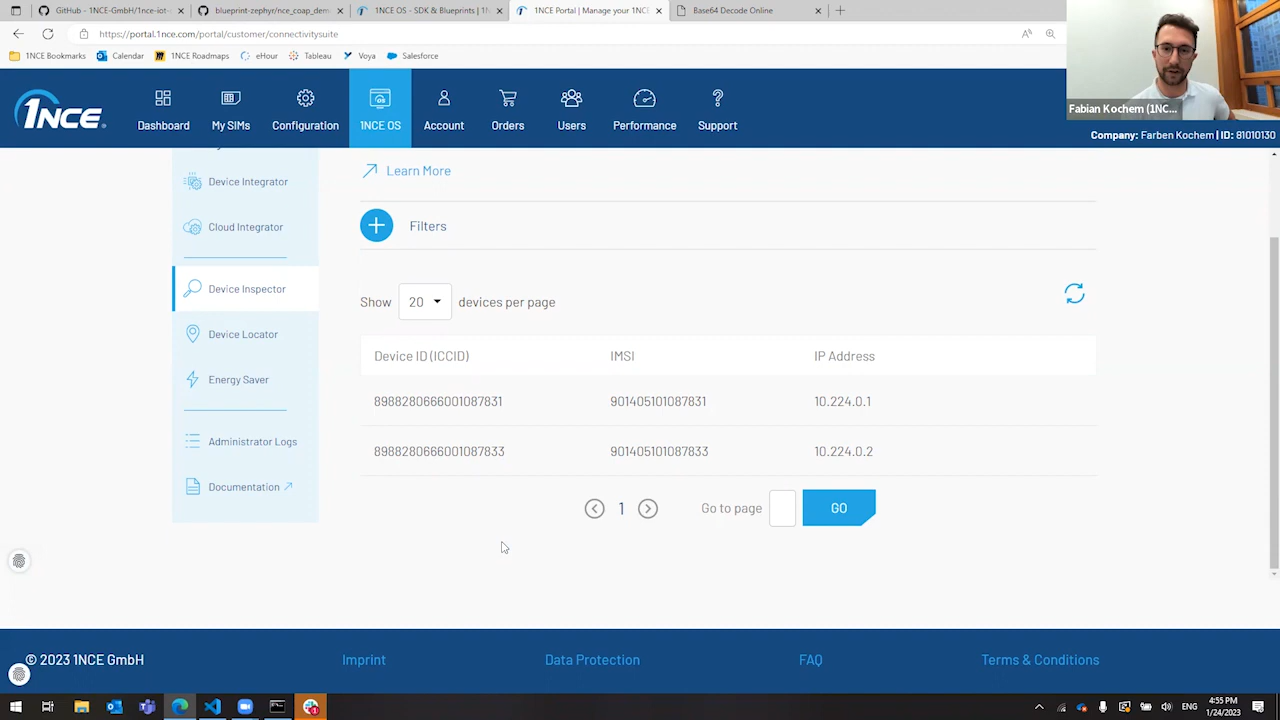 GitHub - 1NCE-GmbH/1nce-iot-
blueprint-zephyr/nce_coap_demo
1NCE OS - SDK & Blueprints | 1N
1NCE Portal | Manage your 1NCE
Base64 Decode Online
https://portal.1nce.com/portal/customer/connectivitysuite
1NCE Bookmarks
Calendar
1NCE Roadmaps
eHour
Tableau
Voya
Salesforce
Fabian Kochem (1NC...
1NCE
Dashboard
My SIMs
Configuration
1NCE OS
Account
Orders
Users
Performance
Support
Company: Farben Kochem | ID: 81010130
Device Integrator
Cloud Integrator
Device Inspector
Device Locator
Energy Saver
Administrator Logs
Documentation
Learn More
Filters
Show 20 devices per page
Device ID (ICCID) IMSI IP Address
8988280666001087831 901405101087831 10.224.0.1
8988280666001087833 901405101087833 10.224.0.2
1
Go to page
GO
© 2023 1NCE GmbH
Imprint
Data Protection
FAQ
Terms & Conditions
ENG
4:55 PM
1/24/2023